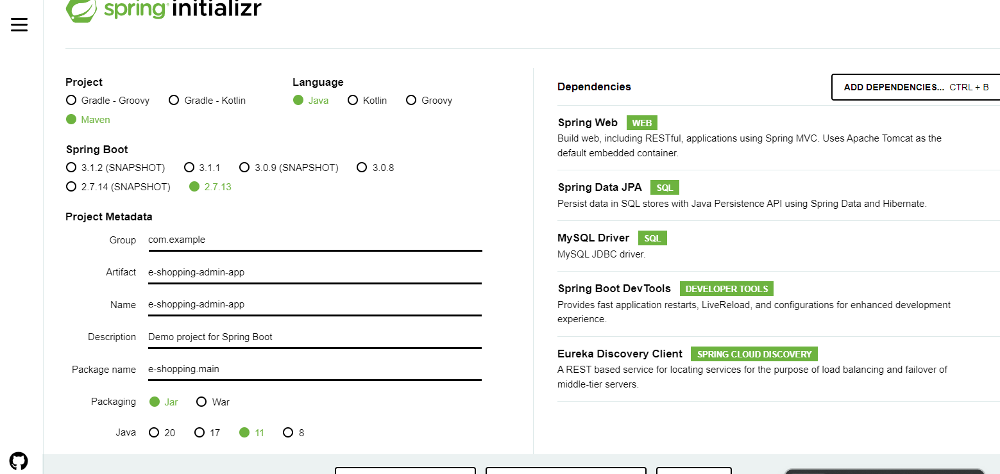 spring initializr
Project
Gradle - Groovy Gradle - Kotlin
Maven
Language
Java Kotlin Groovy
Spring Boot
3.1.2 (SNAPSHOT) 3.1.1 3.0.9 (SNAPSHOT) 3.0.8
2.7.14 (SNAPSHOT) 2.7.13
Project Metadata
Group com.example
Artifact e-shopping-admin-app
Name e-shopping-admin-app
Description Demo project for Spring Boot
Package name e-shopping.main
Packaging Jar War
Java 20 17 11 8
Dependencies ADD DEPENDENCIES... CTRL + B
Spring Web WEB
Build web, including RESTful, applications using Spring MVC. Uses Apache Tomcat as the
default embedded container.
Spring Data JPA SQL
Persist data in SQL stores with Java Persistence API using Spring Data and Hibernate.
MySQL Driver SQL
MySQL JDBC driver.
Spring Boot DevTools DEVELOPER TOOLS
Provides fast application restarts, LiveReload, and configurations for enhanced development
experience.
Eureka Discovery Client SPRING CLOUD DISCOVERY
A REST based service for locating services for the purpose of load balancing and failover of
middle-tier servers.